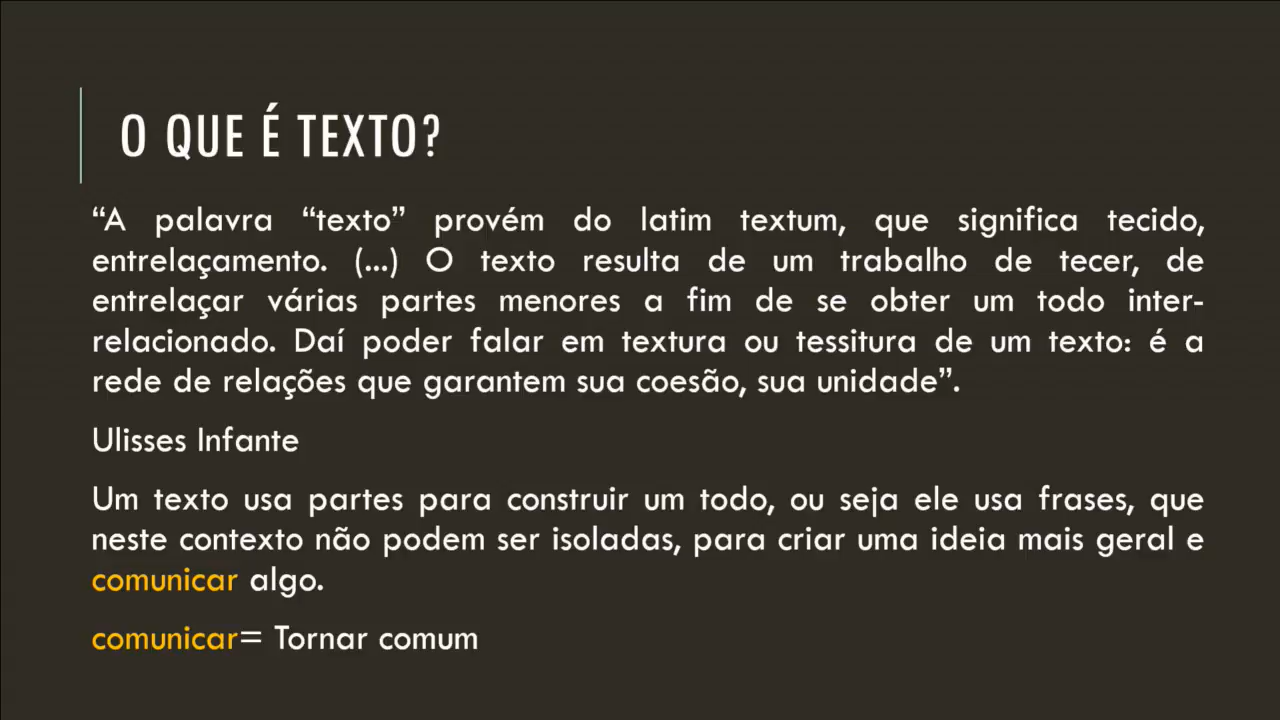 O QUE É TEXTO?
“A palavra “texto” provém do latim textum, que significa tecido,
entrelaçamento. (...) O texto resulta de um trabalho de tecer, de
entrelaçar várias partes menores a fim de se obter um todo inter-
relacionado. Daí poder falar em textura ou tessitura de um texto: é a
rede de relações que garantem sua coesão, sua unidade”.
Ulisses Infante
Um texto usa partes para construir um todo, ou seja ele usa frases, que
neste contexto não podem ser isoladas, para criar uma ideia mais geral e
comunicar algo.
comunicar= Tornar comum